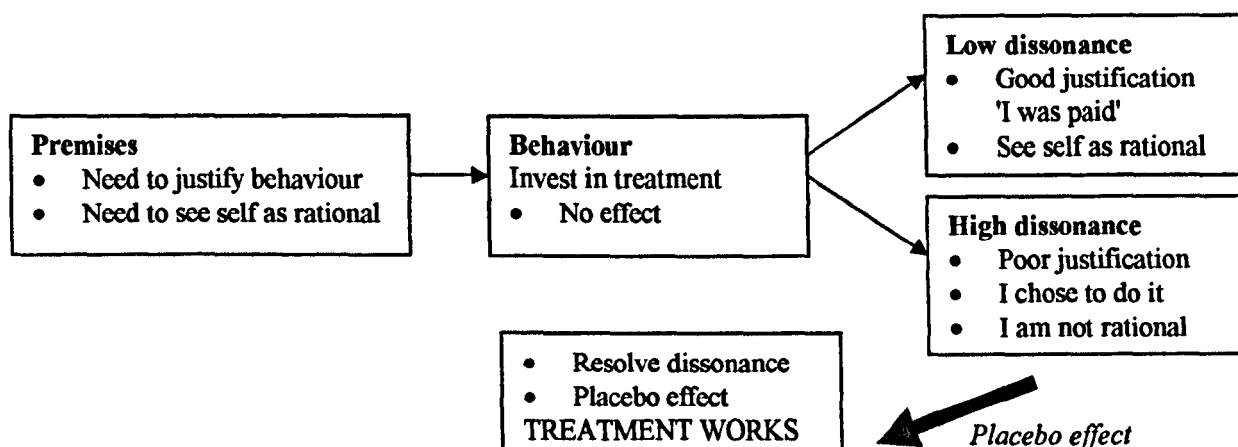 Premises
• Need to justify behaviour
• Need to see self as rational
Behaviour
Invest in treatment
• No effect
Low dissonance
• Good justification
'I was paid'
• See self as rational
High dissonance
• Poor justification
• I chose to do it
• I am not rational
• Resolve dissonance
• Placebo effect
TREATMENT WORKS
Placebo effect